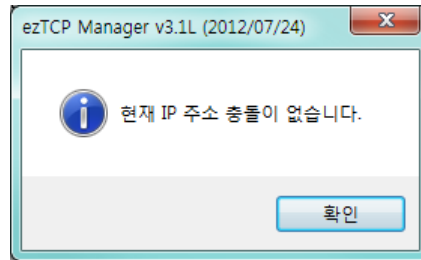 ezTCP Manager v3.1L (2012/07/24)
현재 IP 주소 충돌이 없습니다.
확인